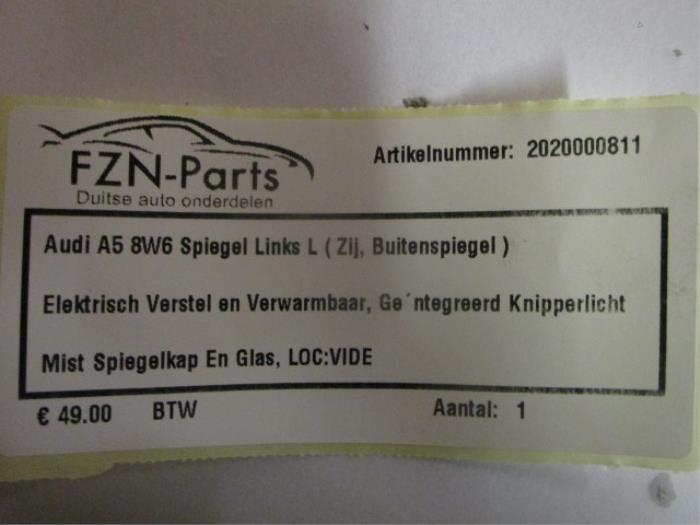 FZN-Parts
Duitse auto onderdelen
Artikelnummer: 2020000811
Audi A5 8W6 Spiegel Links L ( Zij, Buitenspiegel )
Elektrisch Verstel en Verwarmbaar, Ge´ntegreerd Knipperlicht
Mist Spiegelkap En Glas, LOC:VIDE
€ 49.00 BTW Aantal: 1